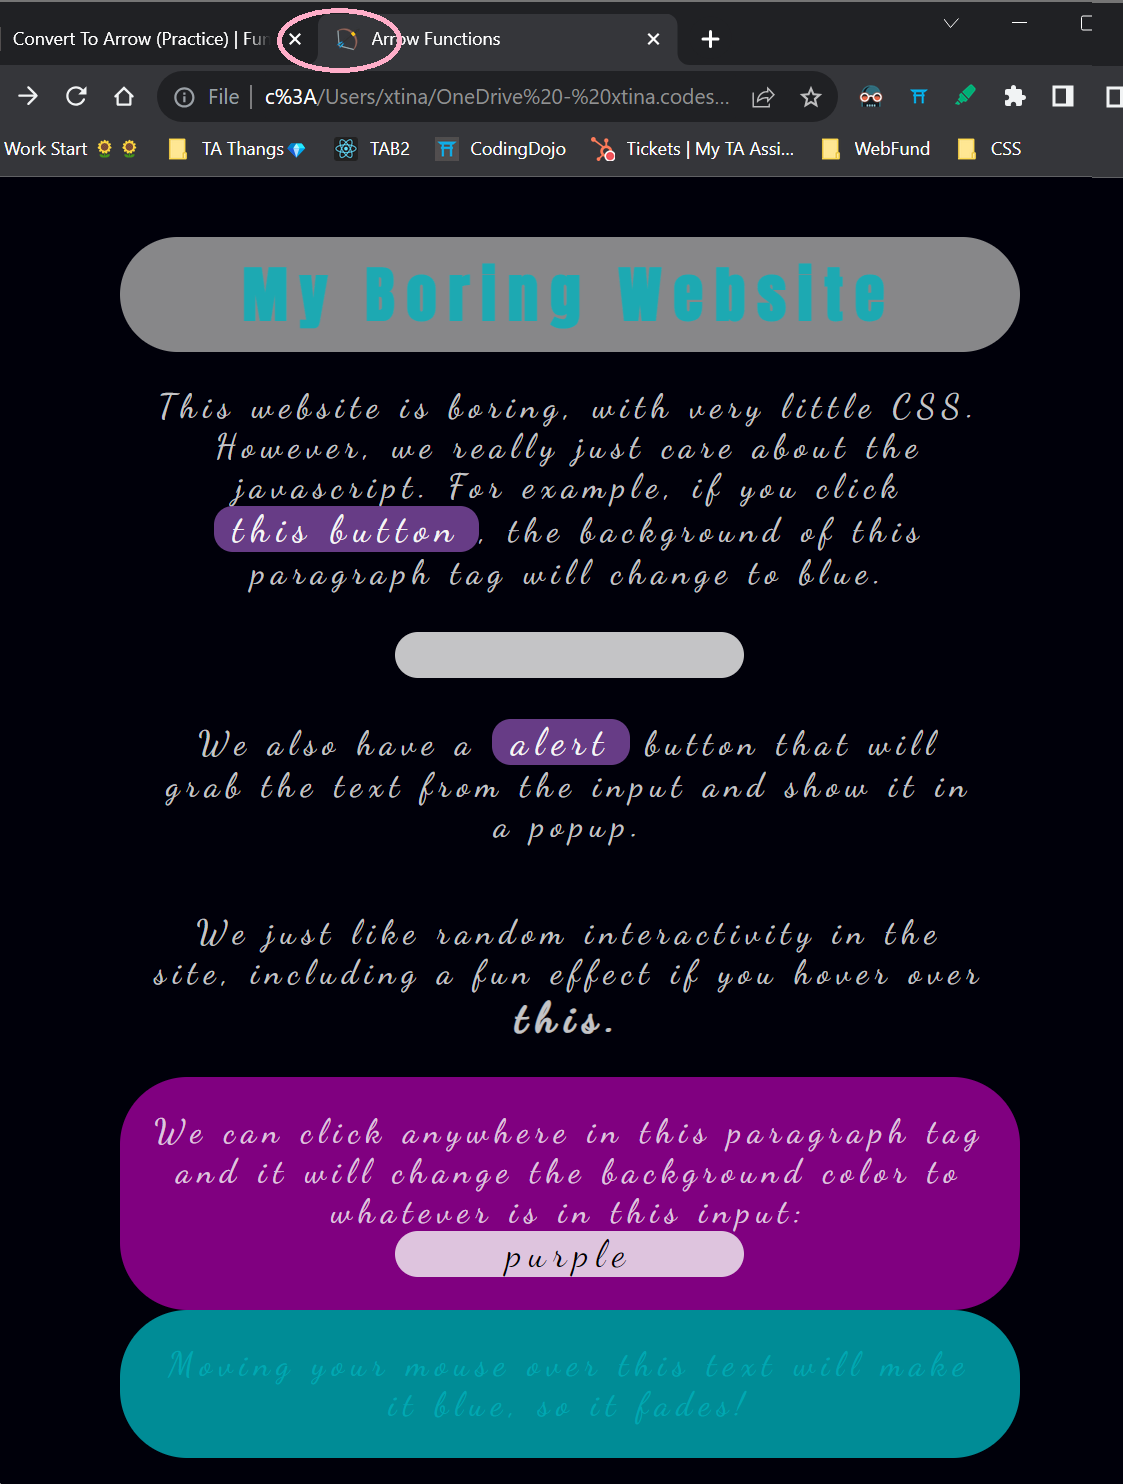 Convert To Arrow (Practice) | Fun
Arrow Functions
File | c%3A/Users/xtina/OneDrive%20-%20xtina.codes...
Work Start 🌻🌻 TA Thangs💎 TAB2 CodingDojo Tickets | My TA Assi... WebFund CSS
My Boring Website
This website is boring, with very little CSS.
However, we really just care about the
javascript. For example, if you click
this button, the background of this
paragraph tag will change to blue.
We also have a alert button that will
grab the text from the input and show it in
a popup.
We just like random interactivity in the
site, including a fun effect if you hover over
this.
We can click anywhere in this paragraph tag
and it will change the background color to
whatever is in this input:
purple
Moving your mouse over this text will make
it blue, so it fades!